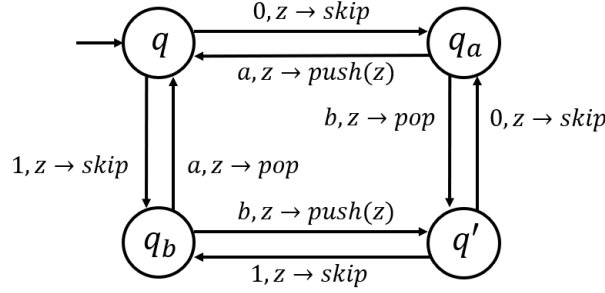 0, z → skip
q
q_a
a, z → push(z)
b, z → pop
0, z → skip
1, z → skip
a, z → pop
b, z → push(z)
q_b
q'
1, z → skip